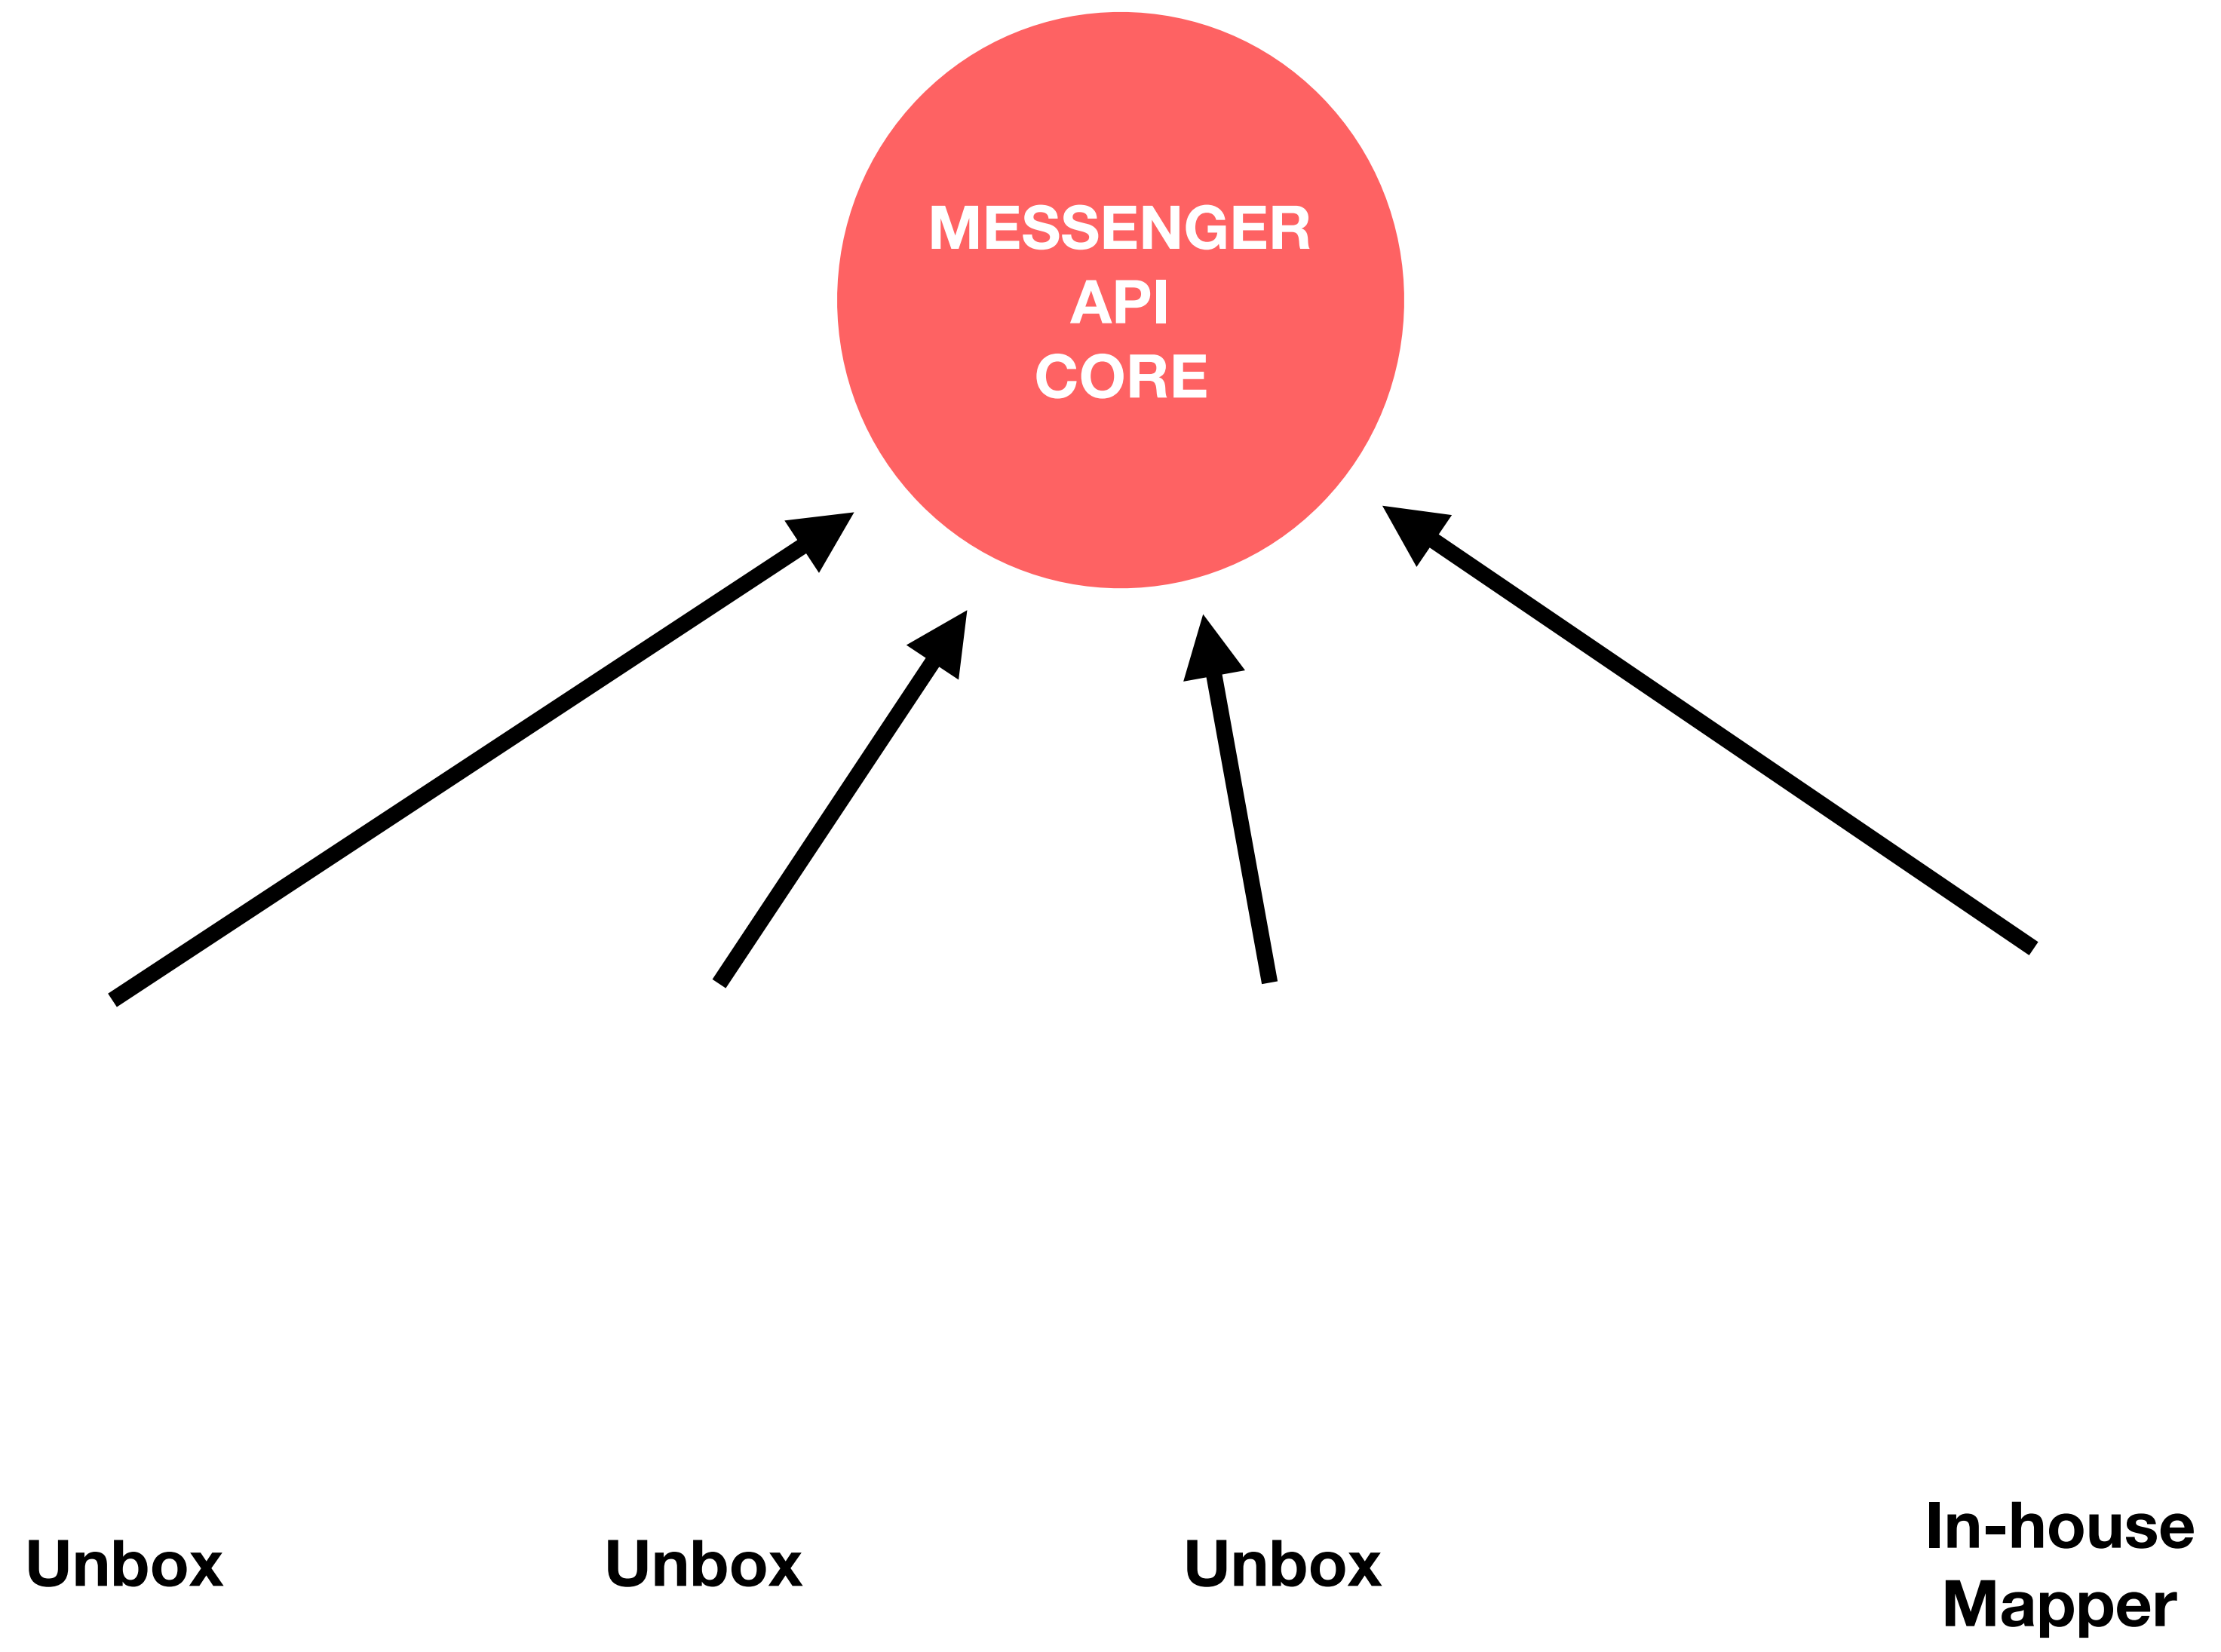 MESSENGER
API
CORE
Unbox
Unbox
Unbox
In-house
Mapper